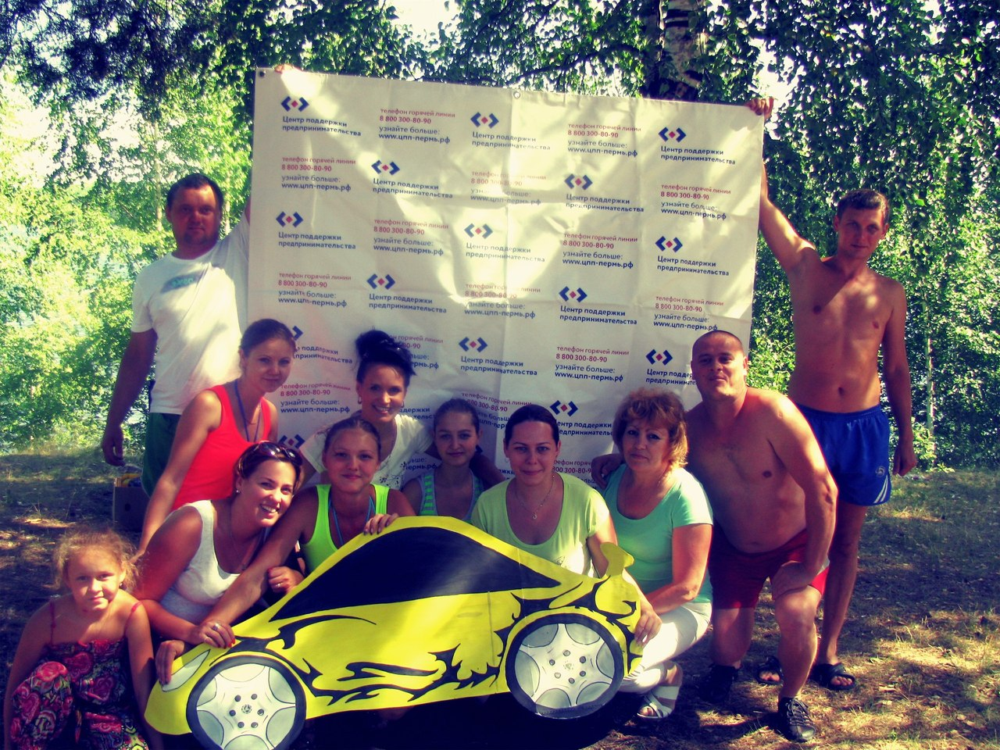 Центр поддержки
предпринимательства
телефон горячей линии
8 800 300-80-90
узнайте больше:
www.цпп-пермь.рф
Центр поддержки
предпринимательства
телефон горячей линии
8 800 300-80-90
узнайте больше:
www.цпп-пермь.рф
Центр поддержки
предпринимательства
телефон горячей линии
8 800 300-80-90
узнайте больше:
www.цпп-пермь.рф
Центр поддержки
предпринимательства
телефон горячей линии
8 800 300-80-90
узнайте больше:
www.цпп-пермь.рф
Центр поддержки
предпринимательства
телефон горячей линии
8 800 300-80-90
узнайте больше:
www.цпп-пермь.рф
Центр поддержки
предпринимательства
телефон горячей линии
8 800 300-80-90
узнайте больше:
www.цпп-пермь.рф
Центр поддержки
предпринимательства
телефон горячей линии
8 800 300-80-90
узнайте больше:
www.цпп-пермь.рф
Центр поддержки
предпринимательства
телефон горячей линии
8 800 300-80-90
узнайте больше:
www.цпп-пермь.рф
Центр поддержки
предпринимательства
телефон горячей линии
8 800 300-80-90
узнайте больше:
www.цпп-пермь.рф
Центр поддержки
предпринимательства
телефон горячей линии
8 800 300-80-90
узнайте больше:
www.цпп-пермь.рф
поддержки
горячей линии
Центр поддержки
предпринимательства
телефон горячей линии
8 800 300-80-90
узнайте больше:
www.цпп-пермь.рф
Центр поддержки
телефон горячей линии
8 800 300-80-90
узнайте больше:
www.цпп-пермь.рф